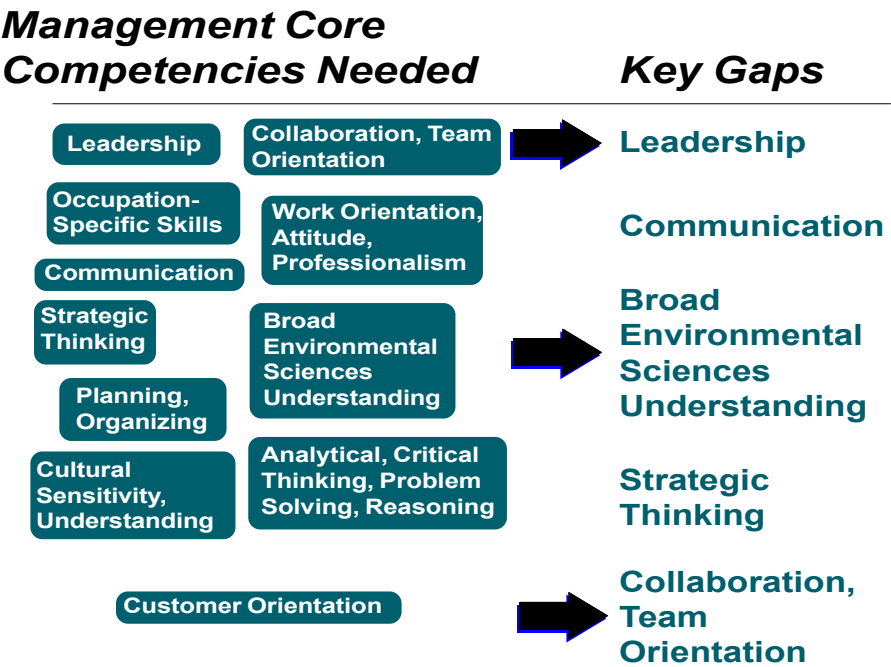 Management Core
Competencies Needed
Key Gaps
Leadership
Collaboration, Team
Orientation
Occupation-
Specific Skills
Work Orientation,
Attitude,
Professionalism
Communication
Strategic
Thinking
Broad
Environmental
Sciences
Understanding
Planning,
Organizing
Cultural
Sensitivity,
Understanding
Analytical, Critical
Thinking, Problem
Solving, Reasoning
Customer Orientation
Leadership
Communication
Broad
Environmental
Sciences
Understanding
Strategic
Thinking
Collaboration,
Team
Orientation